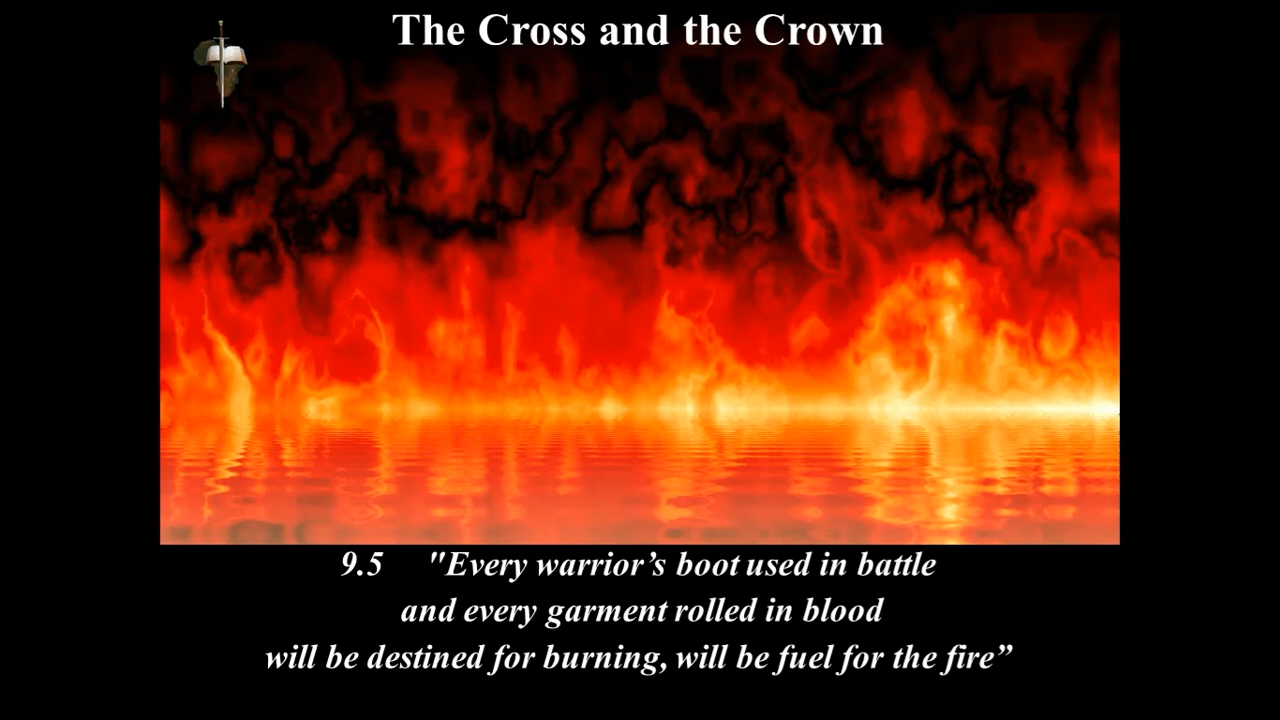 The Cross and the Crown
9.5 "Every warrior’s boot used in battle
and every garment rolled in blood
will be destined for burning, will be fuel for the fire”